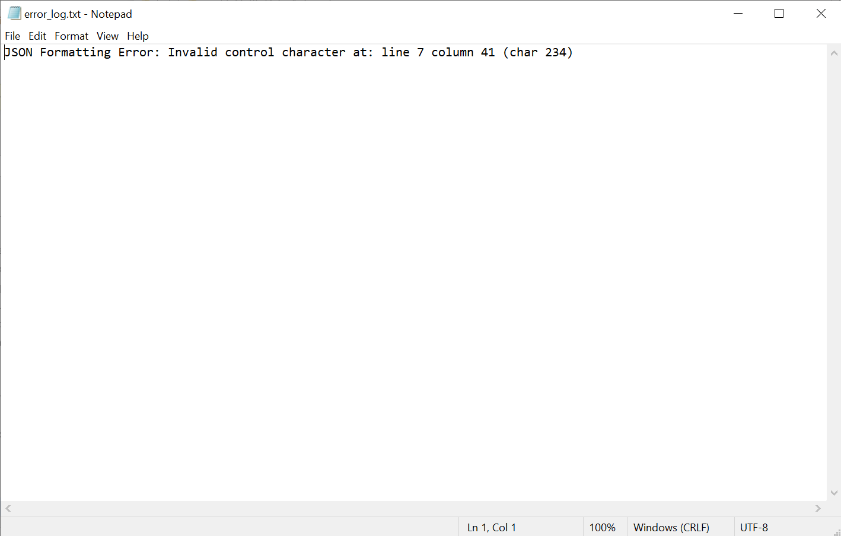 error_log.txt - Notepad
File Edit Format View Help
JSON Formatting Error: Invalid control character at: line 7 column 41 (char 234)
Ln 1, Col 1 100% Windows (CRLF) UTF-8